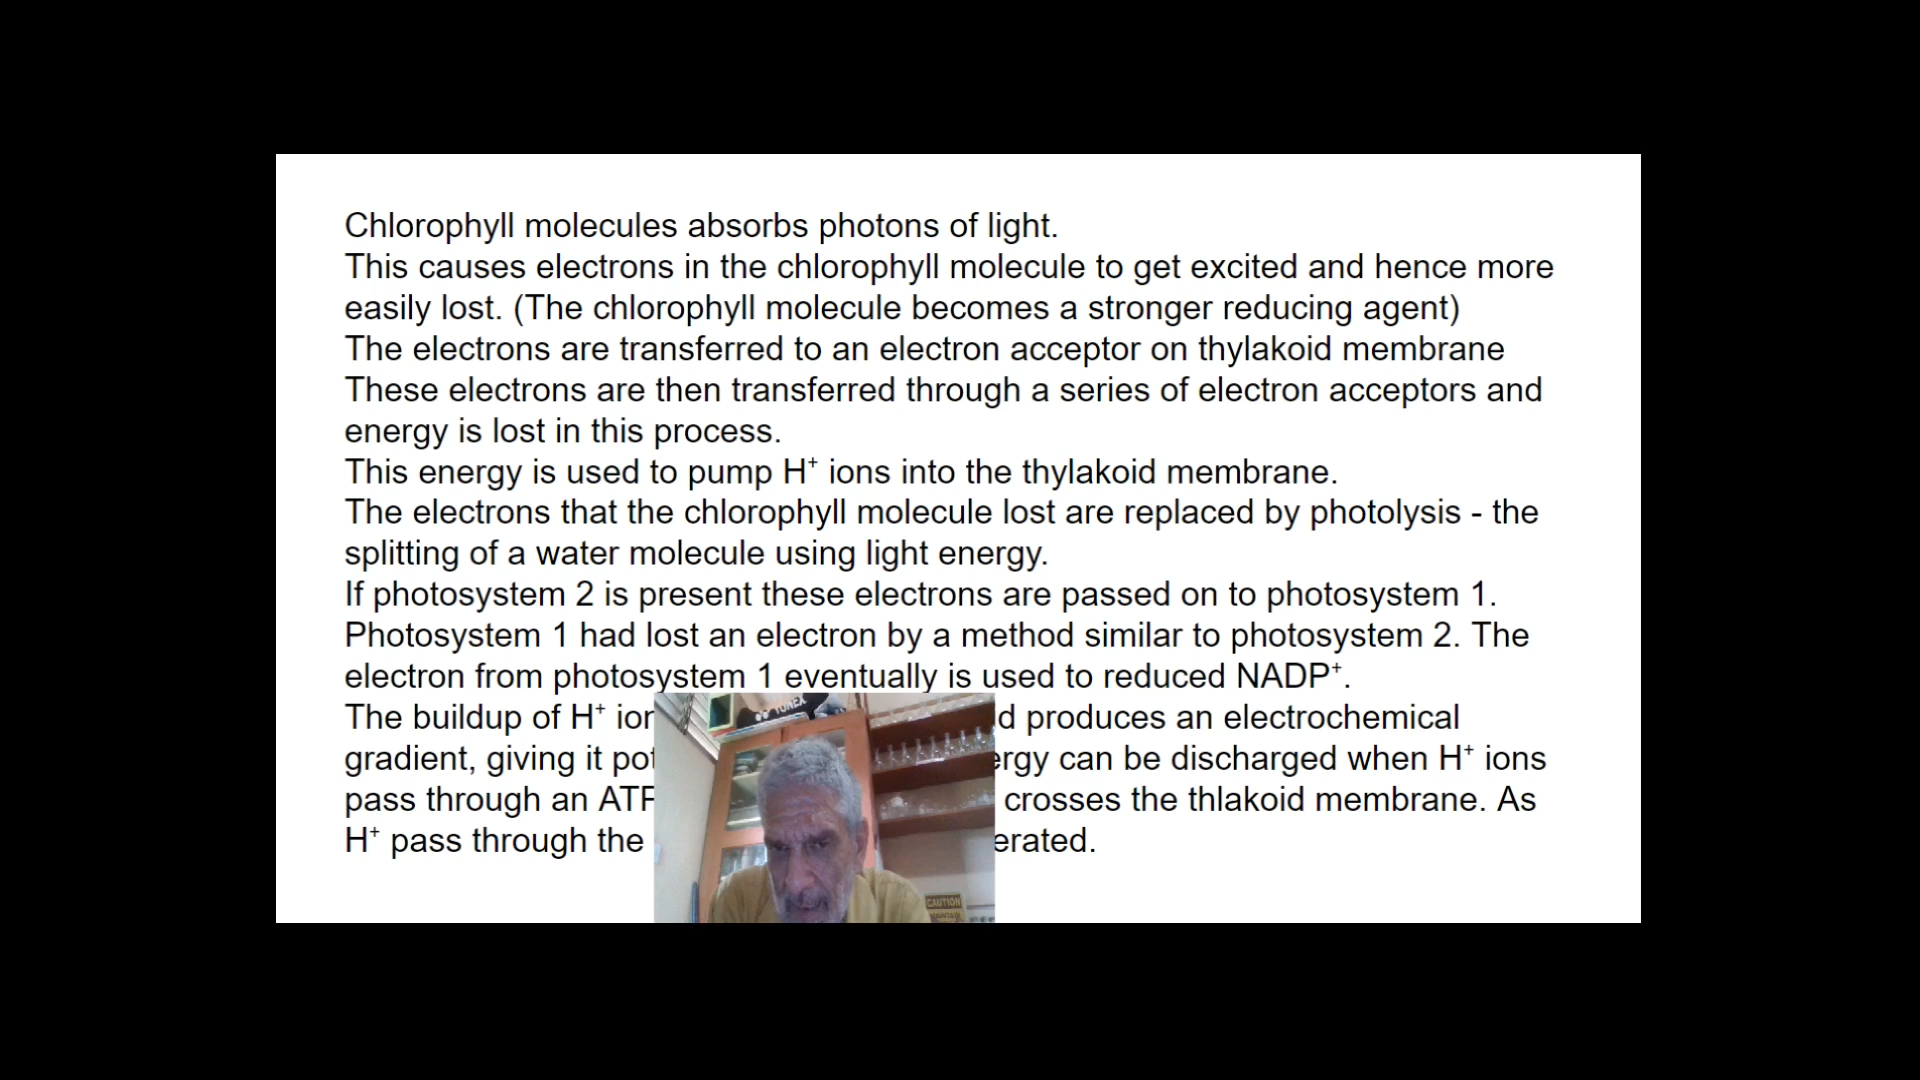 Chlorophyll molecules absorbs photons of light.
This causes electrons in the chlorophyll molecule to get excited and hence more
easily lost. (The chlorophyll molecule becomes a stronger reducing agent)
The electrons are transferred to an electron acceptor on thylakoid membrane
These electrons are then transferred through a series of electron acceptors and
energy is lost in this process.
This energy is used to pump H⁺ ions into the thylakoid membrane.
The electrons that the chlorophyll molecule lost are replaced by photolysis - the
splitting of a water molecule using light energy.
If photosystem 2 is present these electrons are passed on to photosystem 1.
Photosystem 1 had lost an electron by a method similar to photosystem 2. The
electron from photosystem 1 eventually is used to reduced NADP⁺.
The buildup of H⁺ produces an electrochemical
gradient, giving it can be discharged when H⁺ ions
pass through an crosses the thlakoid membrane. As
H⁺ pass through the
YONEX
CAUTION